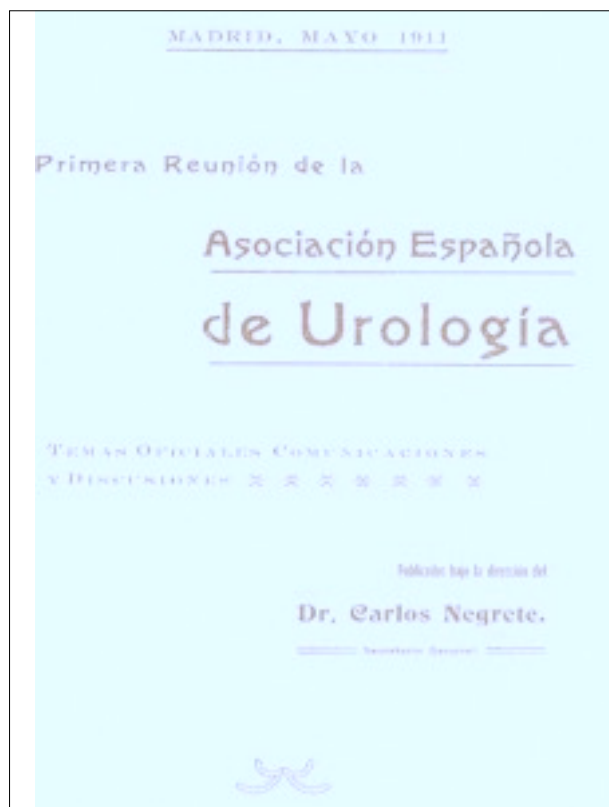 MADRID, MAYO 1911
Primera Reunión de la
Asociación Española
de Urología
TEMAS OFICIALES COMUNICACIONES
Y DISCUSIONES
Publicados bajo la dirección del
Dr. Carlos Negrete.
Secretario General